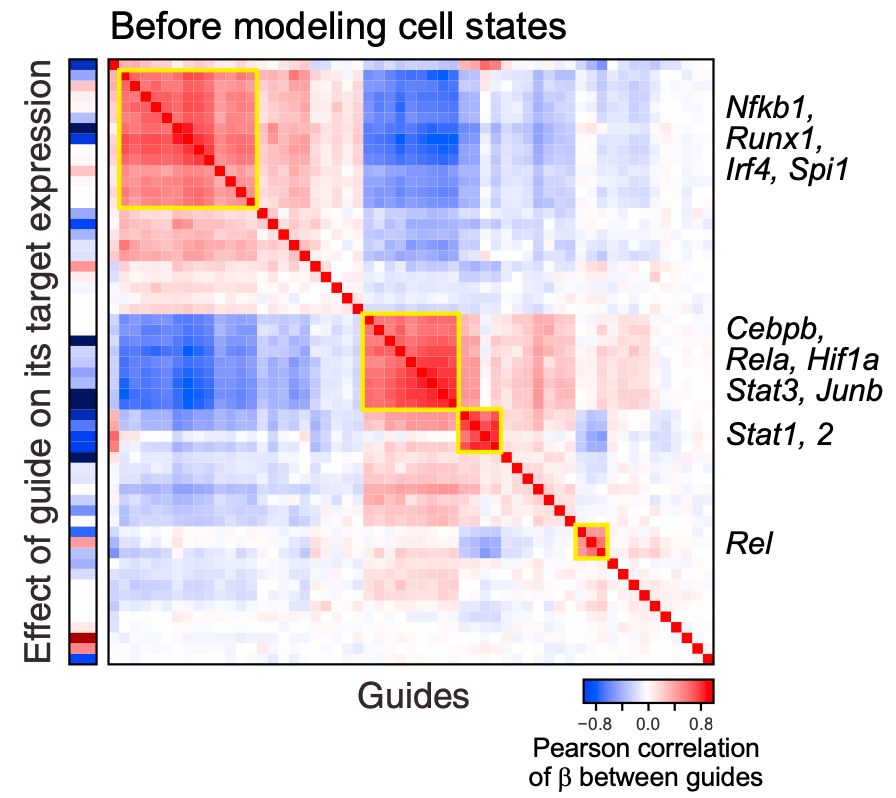 Before modeling cell states
Effect of guide on its target expression
Nfkb1,
Runx1,
Irf4, Spi1
Cebpb,
Rela, Hif1a
Stat3, Junb
Stat1, 2
Rel
Guides
−0.8 0.0 0.8
Pearson correlation
of β between guides